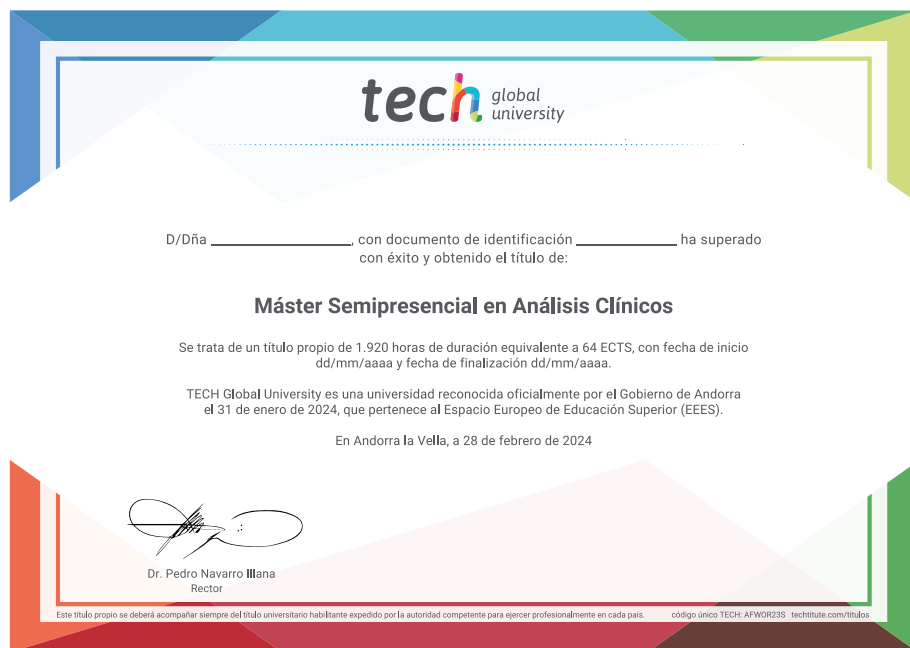 tech global university
D/Dña ____________________, con documento de identificación ______________ ha superado
con éxito y obtenido el título de:
Máster Semipresencial en Análisis Clínicos
Se trata de un título propio de 1.920 horas de duración equivalente a 64 ECTS, con fecha de inicio
dd/mm/aaaa y fecha de finalización dd/mm/aaaa.
TECH Global University es una universidad reconocida oficialmente por el Gobierno de Andorra
el 31 de enero de 2024, que pertenece al Espacio Europeo de Educación Superior (EEES).
En Andorra la Vella, a 28 de febrero de 2024
Dr. Pedro Navarro Illana
Rector
Este título propio se deberá acompañar siempre del título universitario habilitante expedido por la autoridad competente para ejercer profesionalmente en cada país. código único TECH: AFWOR23S techtitute.com/titulos